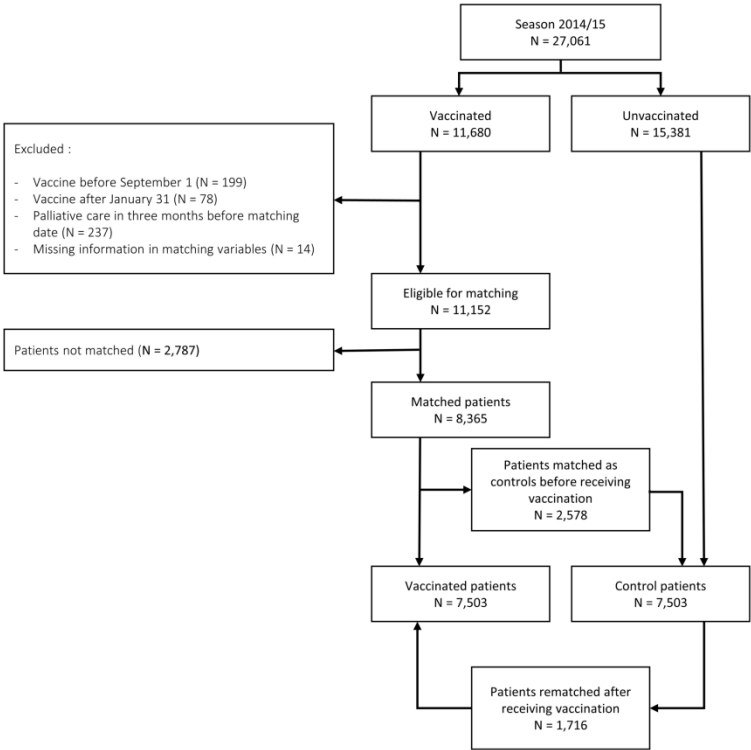 Season 2014/15
N = 27,061
Vaccinated
N = 11,680
Unvaccinated
N = 15,381
Excluded :
- Vaccine before September 1 (N = 199)
- Vaccine after January 31 (N = 78)
- Palliative care in three months before matching
date (N = 237)
- Missing information in matching variables (N = 14)
Eligible for matching
N = 11,152
Patients not matched (N = 2,787)
Matched patients
N = 8,365
Patients matched as
controls before receiving
vaccination
N = 2,578
Vaccinated patients
N = 7,503
Control patients
N = 7,503
Patients rematched after
receiving vaccination
N = 1,716